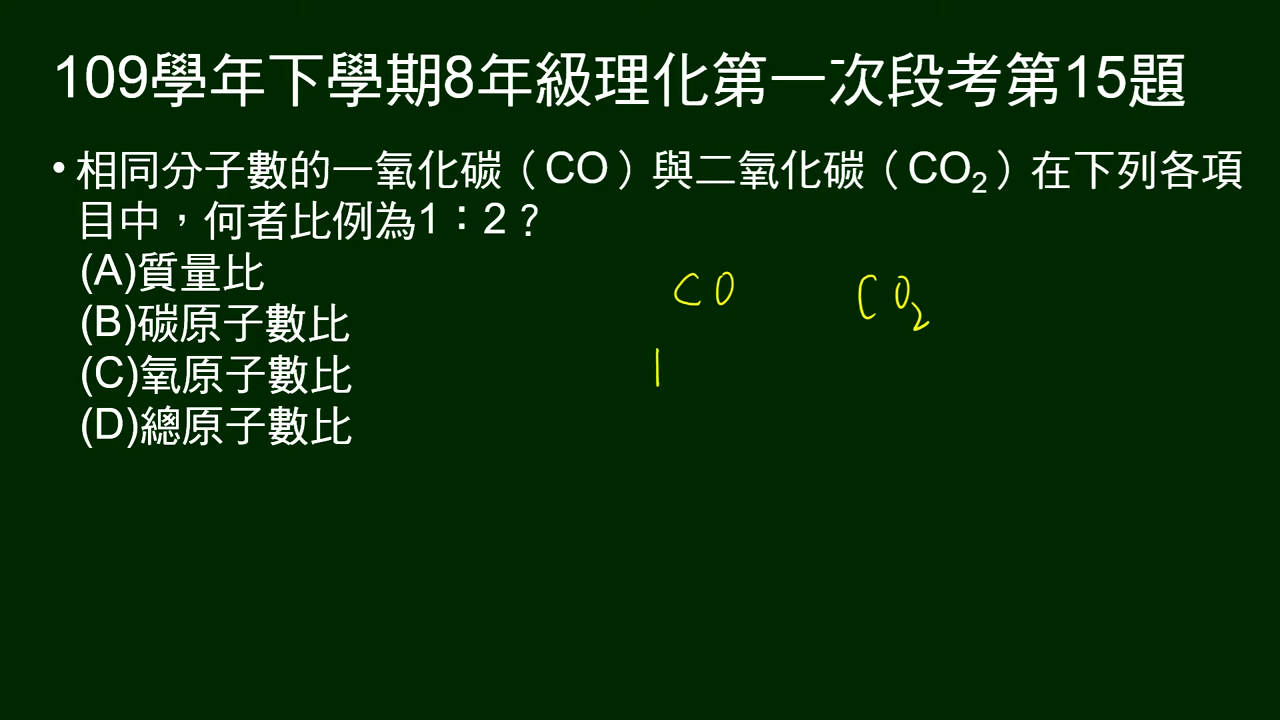 109學年下學期8年級理化第一次段考第15題
•相同分子數的一氧化碳（CO）與二氧化碳（CO₂）在下列各項
目中，何者比例為1：2？
(A)質量比
(B)碳原子數比
(C)氧原子數比
(D)總原子數比
CO CO₂
1